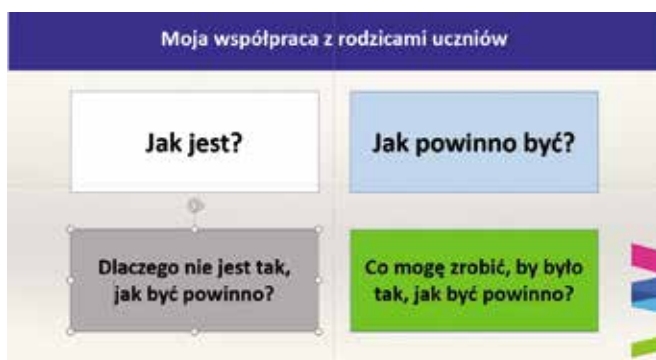 Moja współpraca z rodzicami uczniów
Jak jest?
Jak powinno być?
Dlaczego nie jest tak,
jak być powinno?
Co mogę zrobić, by było
tak, jak być powinno?